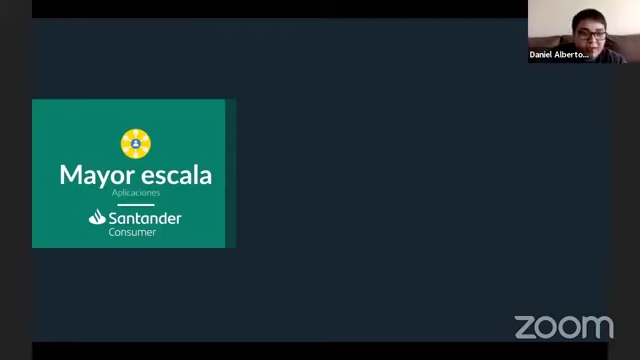 Daniel Alberto...
Mayor escala
Aplicaciones
Santander
Consumer
zoom